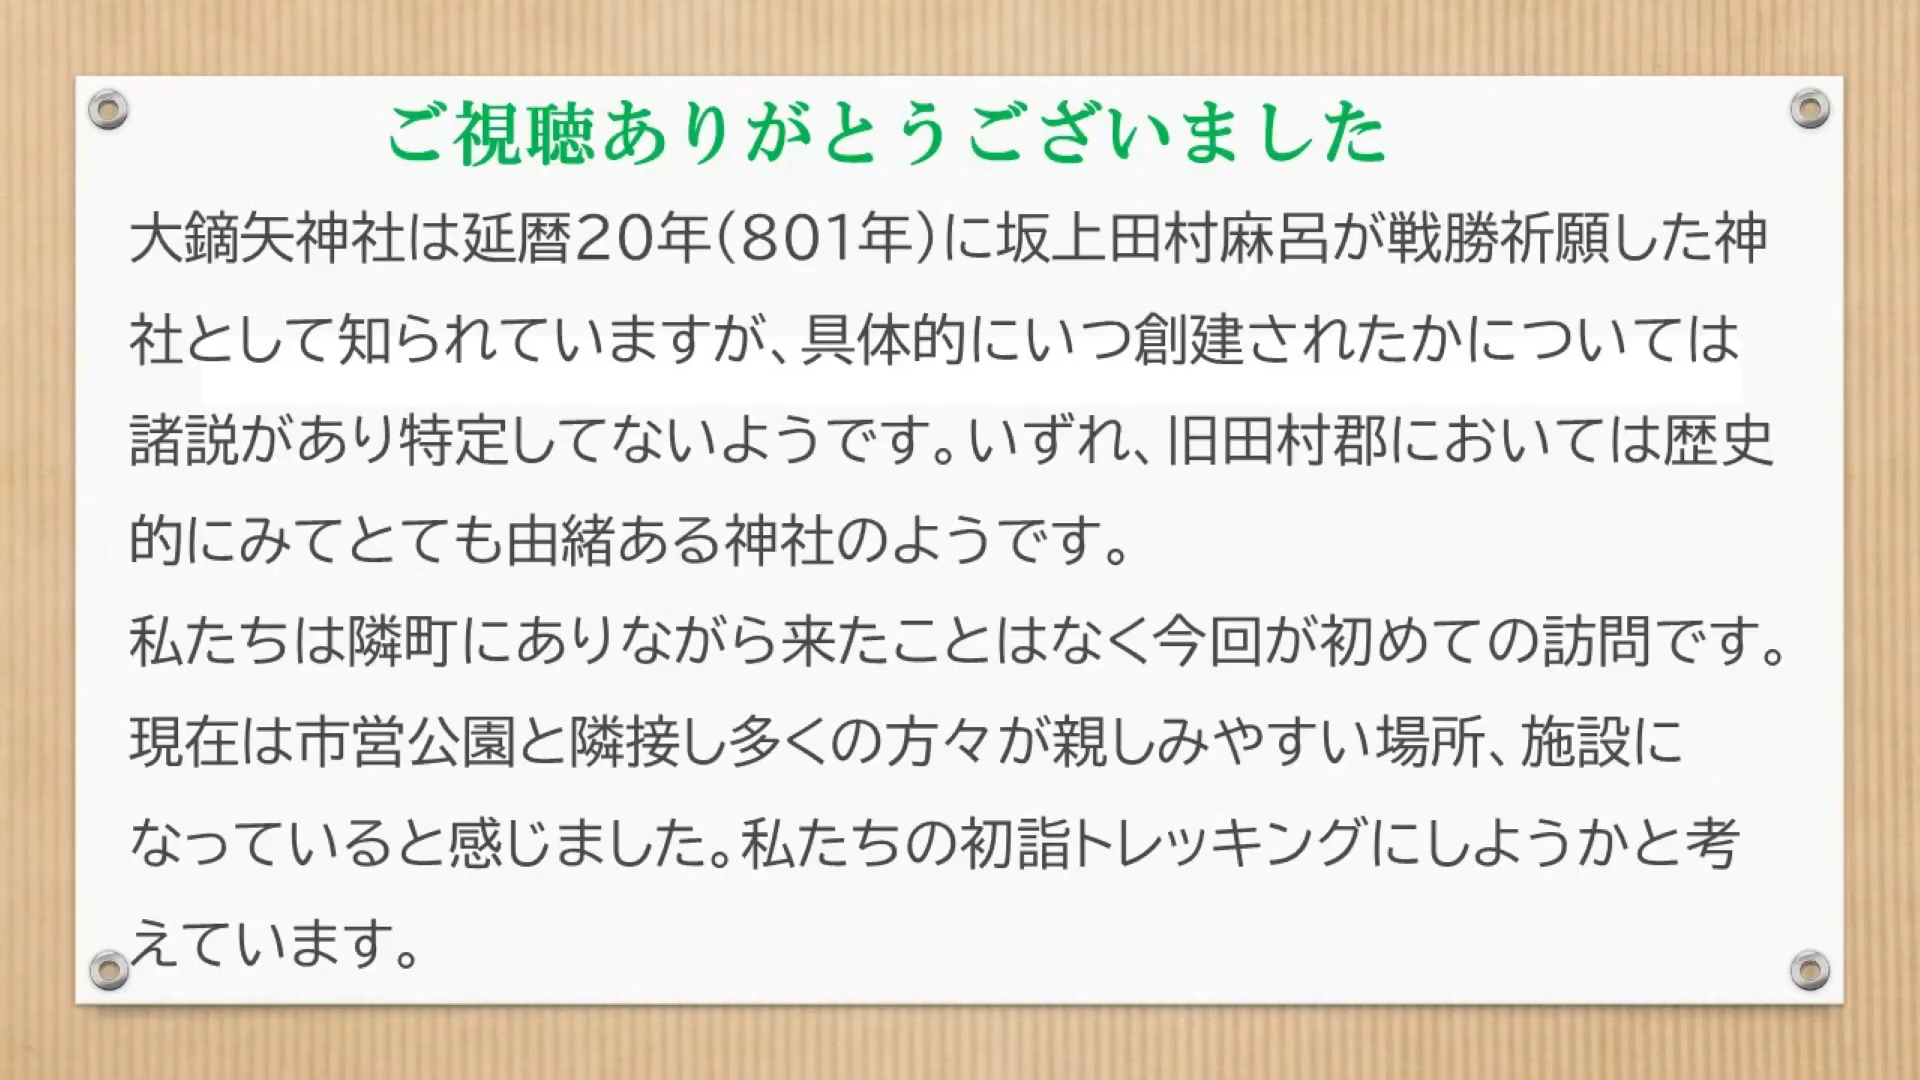 ご視聴ありがとうございました
大鏑矢神社は延暦20年(801年)に坂上田村麻呂が戦勝祈願した神
社として知られていますが、具体的にいつ創建されたかについては
諸説があり特定してないようです。いずれ、旧田村郡においては歴史
的にみてとても由緒ある神社のようです。
私たちは隣町にありながら来たことはなく今回が初めての訪問です。
現在は市営公園と隣接し多くの方々が親しみやすい場所、施設に
なっていると感じました。私たちの初詣トレッキングにしようかと考
えています。